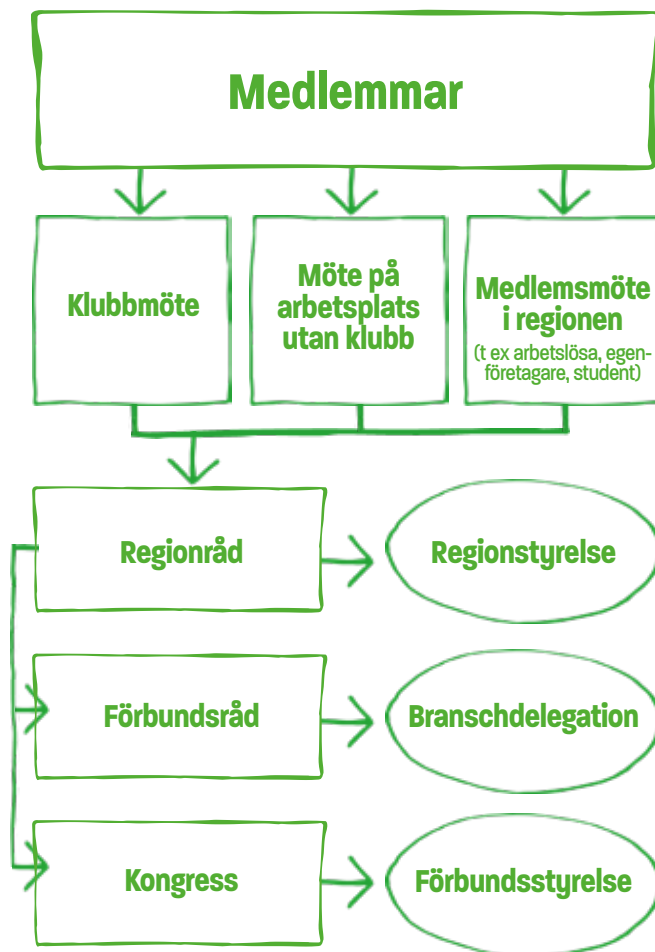 Medlemmar
Klubbmöte
Möte på
arbetsplats
utan klubb
Medlemsmöte
i regionen
(t ex arbetslösa, egen-
företagare, student)
Regionråd
Regionstyrelse
Förbundsråd
Branschdelegation
Kongress
Förbundsstyrelse